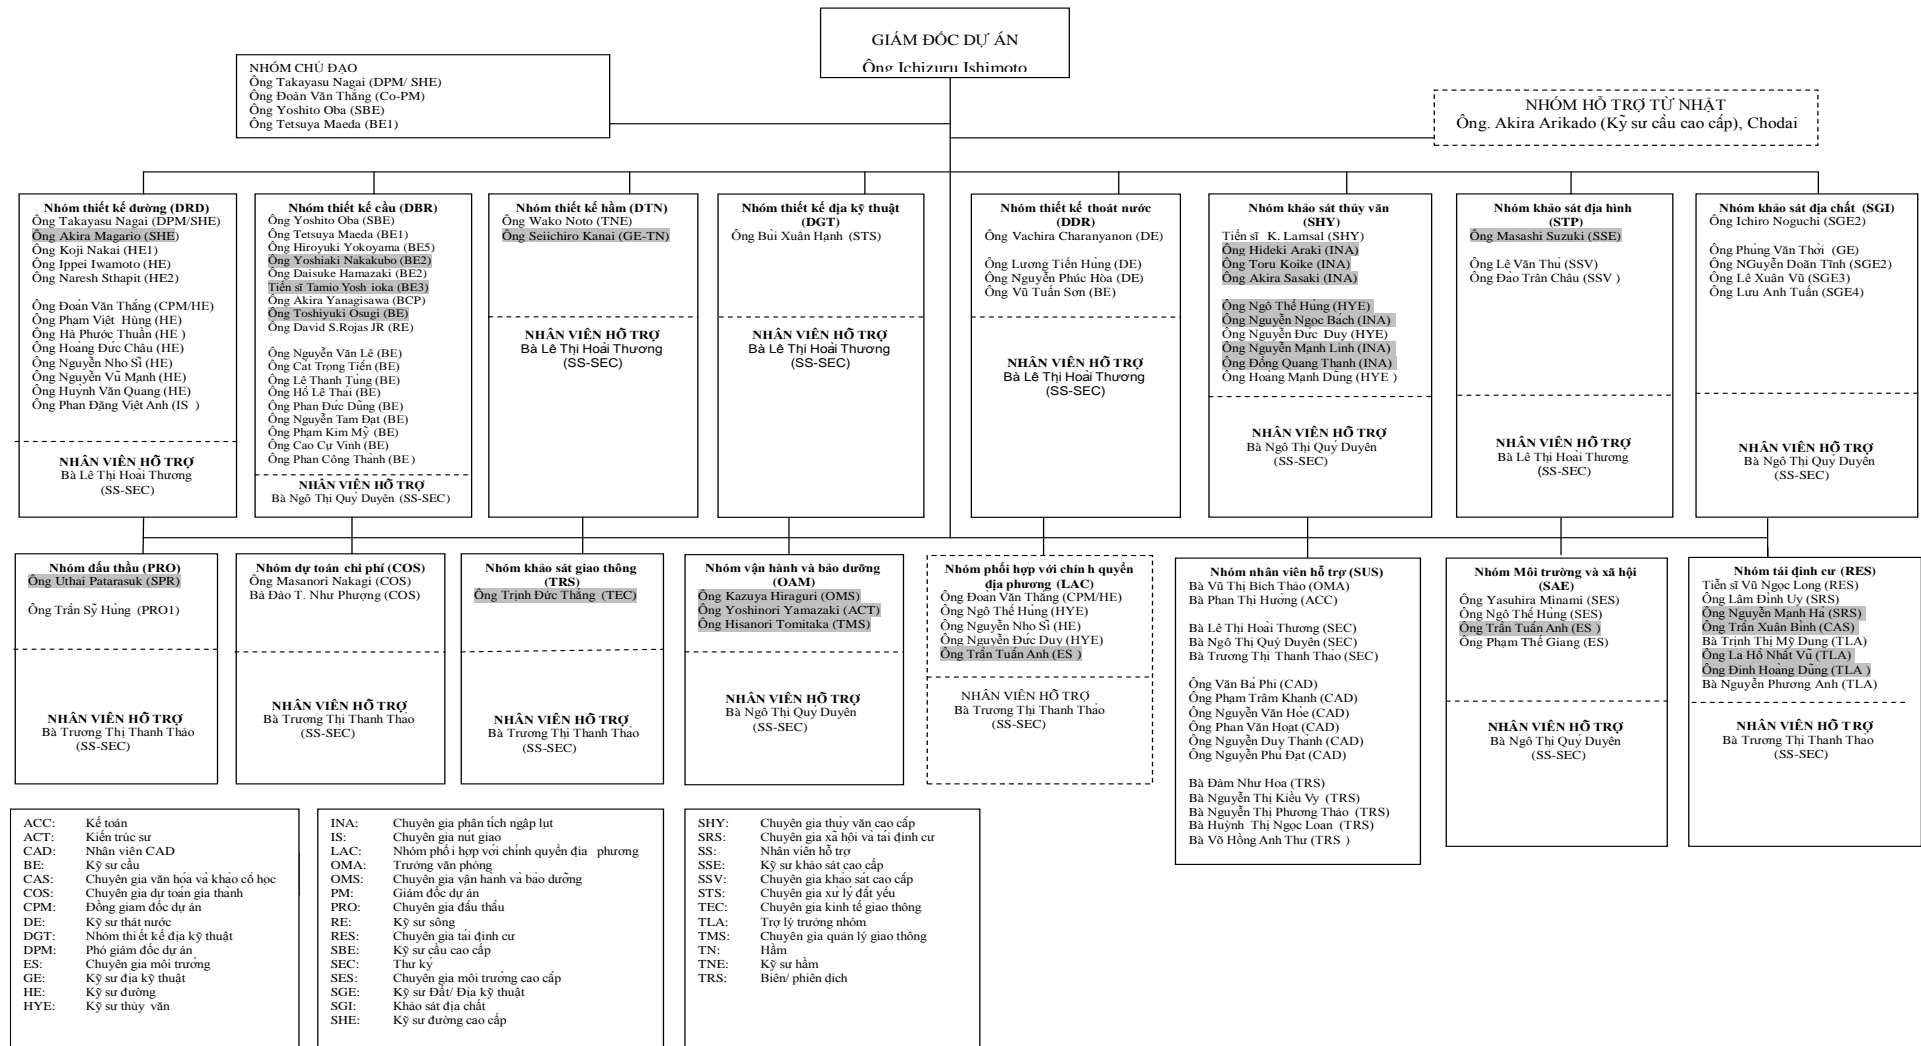 GIÁM ĐỐC DỰ ÁN
Ông Ichizuru Ishimoto
NHÓM CHỦ ĐẠO
Ông Takayasu Nagai (DPM/ SHE)
Ông Đoàn Văn Thắng (Co-PM)
Ông Yoshito Oba (SBE)
Ông Tetsuya Maeda (BE1)
NHÓM HỖ TRỢ TỪ NHẬT
Ông. Akira Arikado (Kỹ sư cầu cao cấp), Chodai
Nhóm thiết kế đường (DRD)
Ông Takayasu Nagai (DPM/SHE)
Ông Akira Magario (SHE)
Ông Koji Nakai (HE1)
Ông Ippei Iwamoto (HE)
Ông Naresh Sthapit (HE2)
Ông Đoàn Văn Thắng (CPM/HE)
Ông Phạm Việt Hùng (HE)
Ông Hà Phước Thuần (HE )
Ông Hoàng Đức Châu (HE)
Ông Nguyễn Nho Sĩ (HE)
Ông Nguyễn Vũ Mạnh (HE)
Ông Huỳnh Văn Quang (HE)
Ông Phan Đặng Việt Anh (IS )
NHÂN VIÊN HỖ TRỢ
Bà Lê Thị Hoài Thương
(SS-SEC)
Nhóm thiết kế cầu (DBR)
Ông Yoshito Oba (SBE)
Ông Tetsuya Maeda (BE1)
Ông Hiroyuki Yokoyama (BE5)
Ông Yoshiaki Nakakubo (BE2)
Ông Daisuke Hamazaki (BE2)
Tiến sĩ Tamio Yosh ioka (BE3)
Ông Akira Yanagisawa (BCP)
Ông Toshiyuki Osugi (BE)
Ông David S.Rojas JR (RE)
Ông Nguyễn Văn Lê (BE)
Ông Cát Trọng Tiến (BE)
Ông Lê Thanh Tùng (BE)
Ông Hồ Lê Thái (BE)
Ông Phan Đức Dũng (BE)
Ông Nguyễn Tam Đạt (BE)
Ông Phạm Kim Mỹ (BE)
Ông Cao Cự Vinh (BE)
Ông Phan Công Thành (BE )
NHÂN VIÊN HỖ TRỢ
Bà Ngô Thị Quý Duyên (SS-SEC)
Nhóm thiết kế hầm (DTN)
Ông Wako Noto (TNE)
Ông Seiichiro Kanai (GE-TN)
NHÂN VIÊN HỖ TRỢ
Bà Lê Thị Hoài Thương
(SS-SEC)
Nhóm thiết kế địa kỹ thuật
(DGT)
Ông Bùi Xuân Hạnh (STS)
NHÂN VIÊN HỖ TRỢ
Bà Lê Thị Hoài Thương
(SS-SEC)
Nhóm thiết kế thoát nước
(DDR)
Ông Vachira Charanyanon (DE)
Ông Lương Tiến Hùng (DE)
Ông Nguyễn Phúc Hòa (DE)
Ông Vũ Tuấn Sơn (BE)
NHÂN VIÊN HỖ TRỢ
Bà Lê Thị Hoài Thương
(SS-SEC)
Nhóm khảo sát thủy văn
(SHY)
Tiến sĩ K. Lamsal (SHY)
Ông Hideki Araki (INA)
Ông Toru Koike (INA)
Ông Akira Sasaki (INA)
Ông Ngô Thế Hùng (HYE)
Ông Nguyễn Ngọc Bách (INA)
Ông Nguyễn Đức Duy (HYE)
Ông Nguyễn Mạnh Linh (INA)
Ông Đồng Quang Thạnh (INA)
Ông Hoang Mạnh Dũng (HYE )
NHÂN VIÊN HỖ TRỢ
Bà Ngô Thị Quý Duyên
(SS-SEC)
Nhóm khảo sát địa hình
(STP)
Ông Masashi Suzuki (SSE)
Ông Lê Văn Thu (SSV)
Ông Đào Trân Châu (SSV )
NHÂN VIÊN HỖ TRỢ
Bà Lê Thị Hoài Thương
(SS-SEC)
Nhóm khảo sát địa chất (SGI)
Ông Ichiro Noguchi (SGE2)
Ông Phùng Văn Thời (GE)
Ông NGuyễn Doãn Tĩnh (SGE2)
Ông Lê Xuân Vũ (SGE3)
Ông Lưu Anh Tuấn (SGE4)
NHÂN VIÊN HỖ TRỢ
Bà Ngô Thị Quý Duyên
(SS-SEC)
Nhóm đấu thầu (PRO)
Ông Uthai Patarasuk (SPR)
Ông Trần Sỹ Hùng (PRO1)
NHÂN VIÊN HỖ TRỢ
Bà Trương Thị Thanh Thảo
(SS-SEC)
Nhóm dự toán chi phí (COS)
Ông Masanori Nakagi (COS)
Bà Đào T. Như Phượng (COS)
NHÂN VIÊN HỖ TRỢ
Bà Trương Thị Thanh Thảo
(SS-SEC)
Nhóm khảo sát giao thông
(TRS)
Ông Trịnh Đức Thắng (TEC)
NHÂN VIÊN HỖ TRỢ
Bà Trương Thị Thanh Thảo
(SS-SEC)
Nhóm vận hành và bảo dưỡng
(OAM)
Ông Kazuya Hiraguri (OMS)
Ông Yoshinori Yamazaki (ACT)
Ông Hisanori Tomitaka (TMS)
NHÂN VIÊN HỖ TRỢ
Bà Ngô Thị Quý Duyên
(SS-SEC)
Nhóm phối hợp với chính quyền
địa phương (LAC)
Ông Đoàn Văn Thắng (CPM/HE)
Ông Ngô Thế Hùng (HYE)
Ông Nguyễn Nho Sĩ (HE)
Ông Nguyễn Đức Duy (HYE)
Ông Trần Tuấn Anh (ES )
NHÂN VIÊN HỖ TRỢ
Bà Trương Thị Thanh Thảo
(SS-SEC)
Nhóm nhân viên hỗ trợ (SUS)
Bà Vũ Thị Bích Thảo (OMA)
Bà Phan Thị Hường (ACC)
Bà Lê Thị Hoài Thương (SEC)
Bà Ngô Thị Quý Duyên (SEC)
Bà Trương Thị Thanh Thảo (SEC)
Ông Văn Bá Phi (CAD)
Ông Phạm Trâm Khanh (CAD)
Ông Nguyễn Văn Hòe (CAD)
Ông Phan Văn Hoạt (CAD)
Ông Nguyễn Duy Thanh (CAD)
Ông Nguyễn Phú Đạt (CAD)
Bà Đàm Như Hoa (TRS)
Bà Nguyễn Thị Kiều Vy (TRS)
Bà Nguyễn Thị Phương Thảo (TRS)
Bà Huỳnh Thị Ngọc Loan (TRS)
Bà Võ Hồng Anh Thư (TRS )
Nhóm Môi trường và xã hội
(SAE)
Ông Yasuhira Minami (SES)
Ông Ngô Thế Hùng (SES)
Ông Trần Tuấn Anh (ES )
Ông Phạm Thế Giang (ES)
NHÂN VIÊN HỖ TRỢ
Bà Ngô Thị Quý Duyên
(SS-SEC)
Nhóm tái định cư (RES)
Tiến sĩ Vũ Ngọc Long (RES)
Ông Lâm Đình Uy (SRS)
Ông Nguyễn Mạnh Hà (SRS)
Ông Trần Xuân Bình (CAS)
Bà Trịnh Thị Mỹ Dung (TLA)
Ông La Hồ Nhất Vũ (TLA)
Ông Đinh Hoàng Dũng (TLA )
Bà Nguyễn Phương Anh (TLA)
NHÂN VIÊN HỖ TRỢ
Bà Trương Thị Thanh Thảo
(SS-SEC)
ACC: Kế toán
ACT: Kiến trúc sư
CAD: Nhân viên CAD
BE: Kỹ sư cầu
CAS: Chuyên gia văn hóa và khảo cổ học
COS: Chuyên gia dự toán giá thành
CPM: Đồng giám đốc dự án
DE: Kỹ sư thát nước
DGT: Nhóm thi ết kế địa kỹ thuật
DPM: Phó giám đốc dự án
ES: Chuyên gia môi trường
GE: Kỹ sư địa kỹ thuật
HE: Kỹ sư đường
HYE: Kỹ sư thủy văn
INA: Chuyên gia phân tích ngập lụt
IS: Chuyên gia nút giao
LAC: Nhóm phố i hợp với chính quyền địa phương
OMA: Trưởng văn phòng
OMS: Chuyên gia vận hành và bảo dưỡng
PM: Giám đốc dự án
PRO: Chuyên gia đấu thầu
RE: Kỹ sư sông
RES: Chuyên gia tái định cư
SBE: Kỹ sư cầu cao cấp
SEC: Thư ký
SES: Chuyên gia môi trường cao cấp
SGE: Kỹ sư Đất/ Địa kỹ thuật
SGI: Khảo sát địa chất
SHE: Kỹ sư đường cao cấp
SHY: Chuyên gia thủy văn cao cấp
SRS: Chuyên gia xã hội và tái định cư
SS: Nhân viên hỗ trợ
SSE: Kỹ sư khảo sát cao cấp
SSV: Chuyên gia khảo sát cao cấp
STS: Chuyên gia xử lý đất yếu
TEC: Chuyên gia kinh tế giao thông
TLA: Trợ lý trưởng nhóm
TMS: Chuyên gia quản lý giao thông
TN: Hầm
TNE: Kỹ sư hầm
TRS: Biên/ phiên dịch